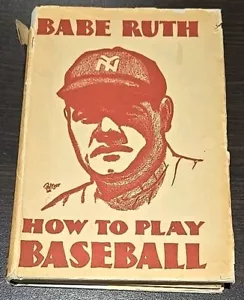 BABE RUTH
NY
HOW TO PLAY
BASEBALL